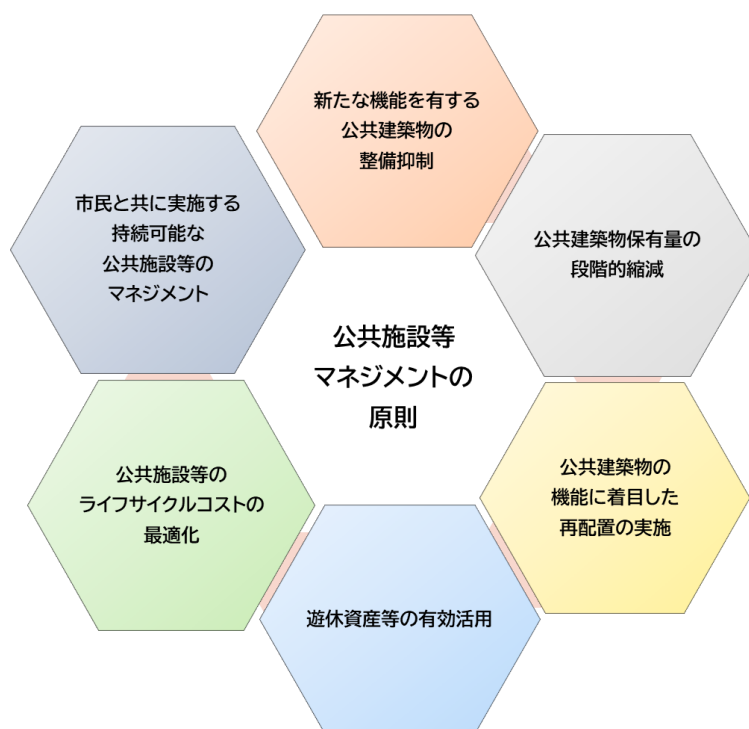 新たな機能を有する
公共建築物の
整備抑制
公共建築物保有量の
段階的縮減
公共建築物の
機能に着目した
再配置の実施
遊休資産等の有効活用
公共施設等の
ライフサイクルコストの
最適化
市民と共に実施する
持続可能な
公共施設等の
マネジメント
公共施設等
マネジメントの
原則